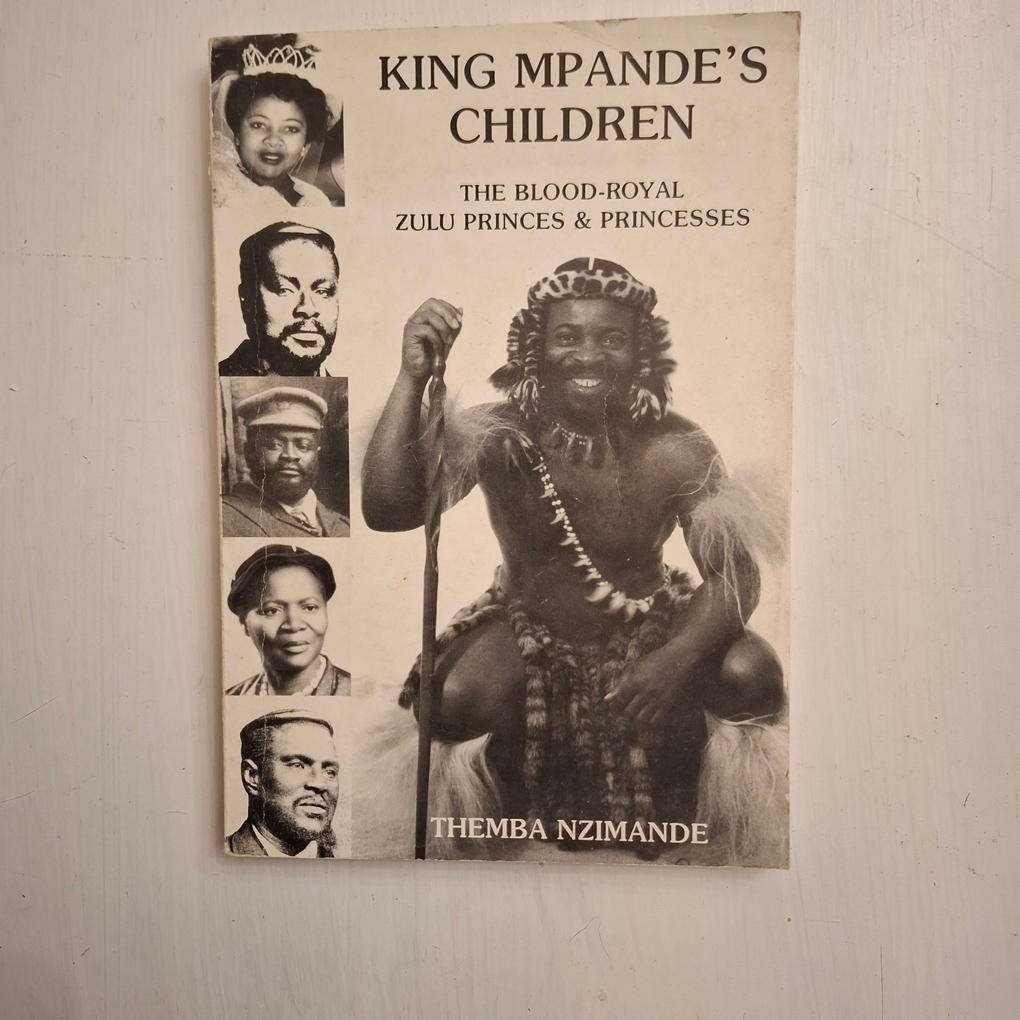 KING MPANDE'S
CHILDREN
THE BLOOD-ROYAL
ZULU PRINCES & PRINCESSES
THEMBA NZIMANDE